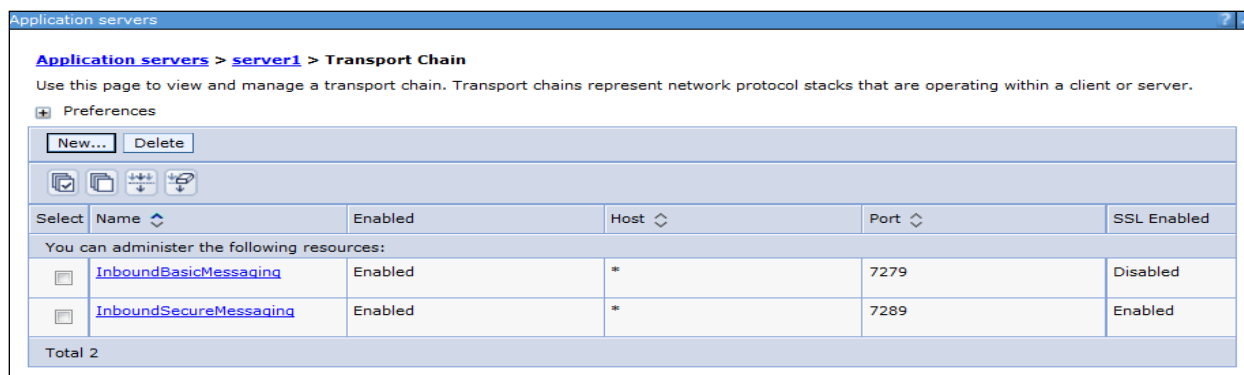 Application servers ?
Application servers > server1 > Transport Chain
Use this page to view and manage a transport chain. Transport chains represent network protocol stacks that are operating within a client or server.
+ Preferences
New... Delete
Select Name Enabled Host Port SSL Enabled
You can administer the following resources:
InboundBasicMessaging Enabled * 7279 Disabled
InboundSecureMessaging Enabled * 7289 Enabled
Total 2